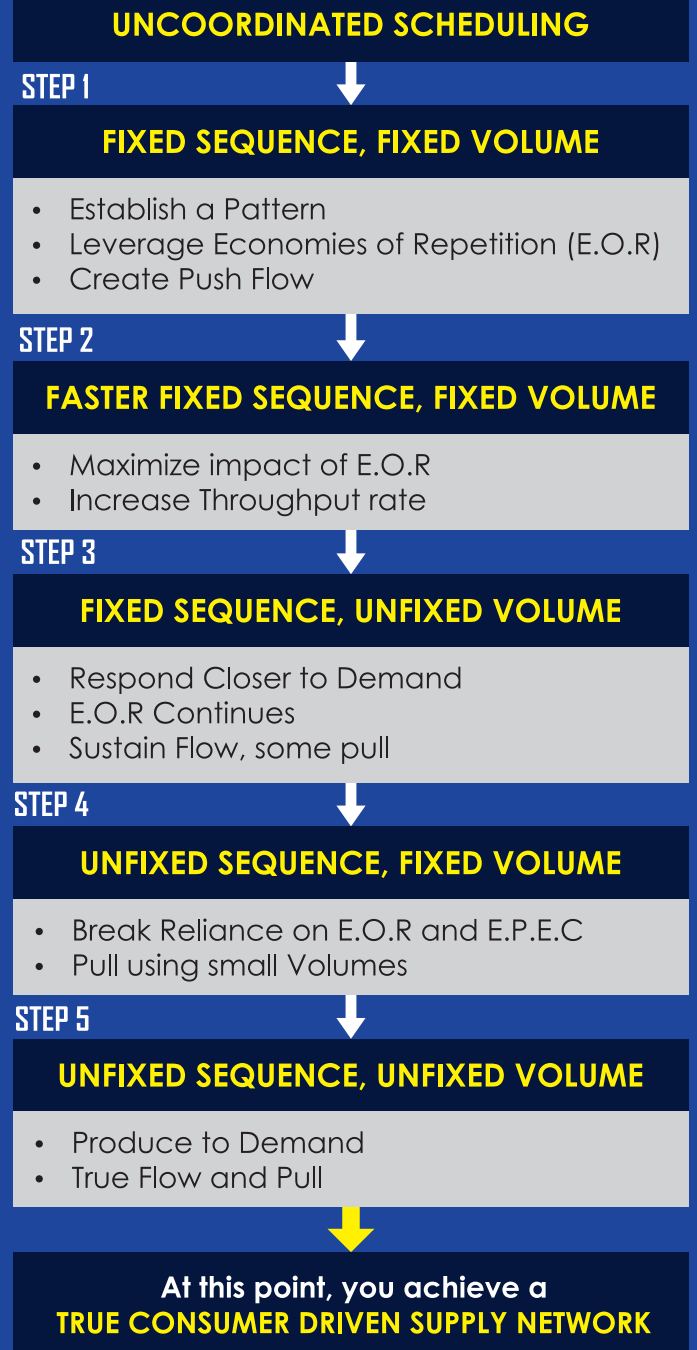 UNCOORDINATED SCHEDULING
STEP 1
FIXED SEQUENCE, FIXED VOLUME
• Establish a Pattern
• Leverage Economies of Repetition (E.O.R)
• Create Push Flow
STEP 2
FASTER FIXED SEQUENCE, FIXED VOLUME
• Maximize impact of E.O.R
• Increase Throughput rate
STEP 3
FIXED SEQUENCE, UNFIXED VOLUME
• Respond Closer to Demand
• E.O.R Continues
• Sustain Flow, some pull
STEP 4
UNFIXED SEQUENCE, FIXED VOLUME
• Break Reliance on E.O.R and E.P.E.C
• Pull using small Volumes
STEP 5
UNFIXED SEQUENCE, UNFIXED VOLUME
• Produce to Demand
• True Flow and Pull
At this point, you achieve a
TRUE CONSUMER DRIVEN SUPPLY NETWORK